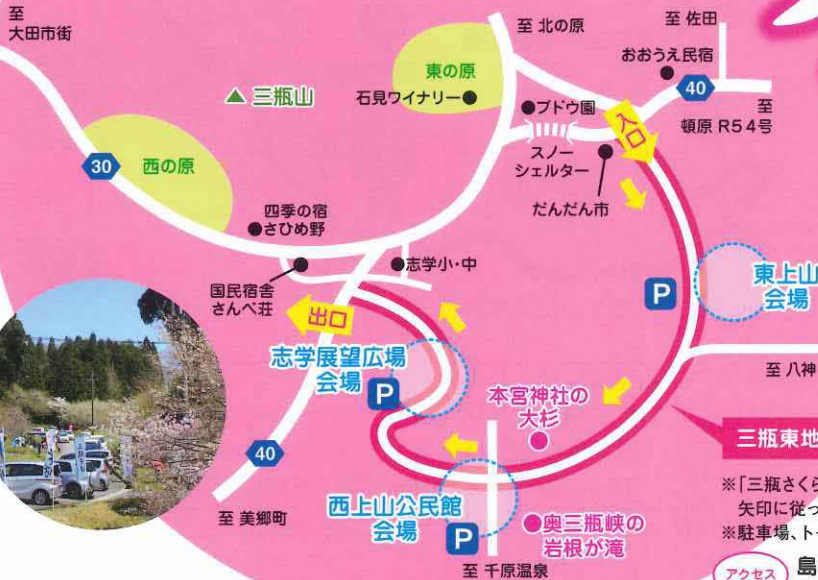 至
大田市街
至 北の原
至 佐田
おおうえ民宿
40
至
頓原 R54号
東の原
石見ワイナリー
▲ 三瓶山
ブドウ園
入口
スノー
シェルター
だんだん市
30
西の原
四季の宿
さひめ野
志学小・中
国民宿舎
さんべ荘
出口
P
東上山
会場
志学展望広場
会場
P
至 八神
本宮神社の
大杉
三瓶東地
40
至 美郷町
西上山公民館
会場
P
奥三瓶峡の
岩根が滝
至 千原温泉
※「三瓶さくら
矢印に従っ
※駐車場、ト
アクセス
島